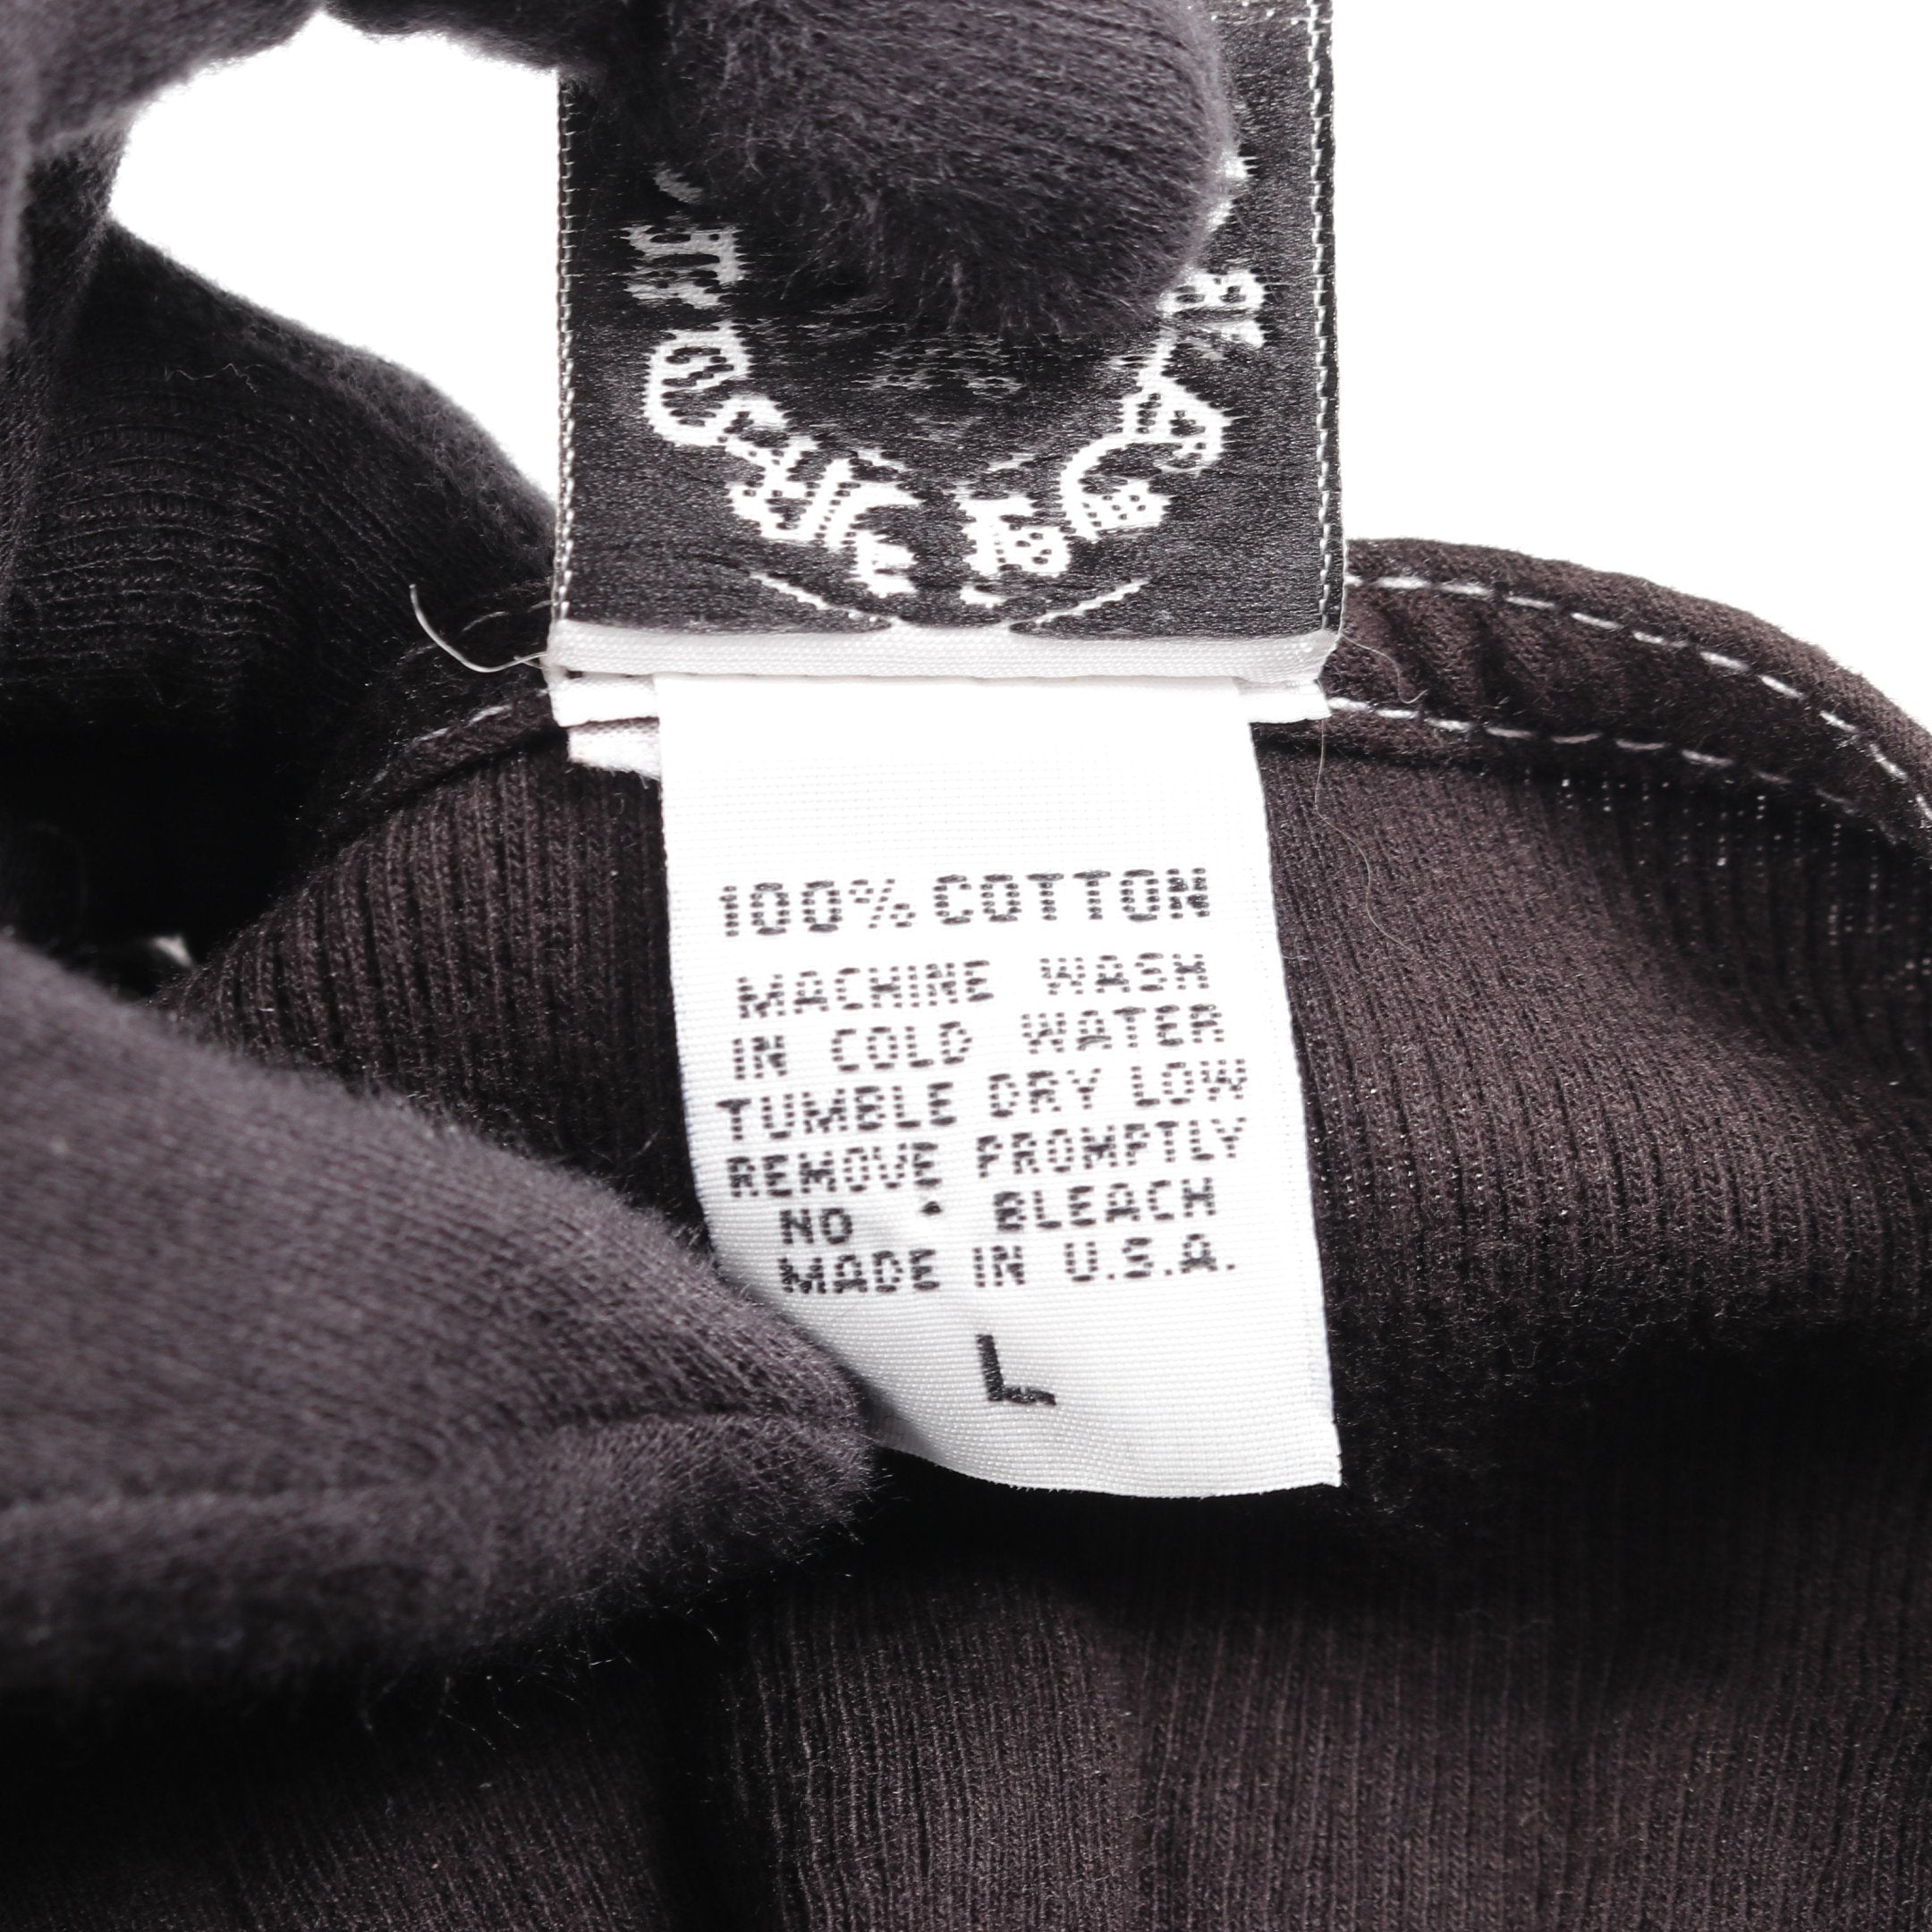 100% COTTON
MACHINE WASH
IN COLD WATER
TUMBLE DRY LOW
REMOVE PROMPTLY
NO • BLEACH
MADE IN U.S.A.
L